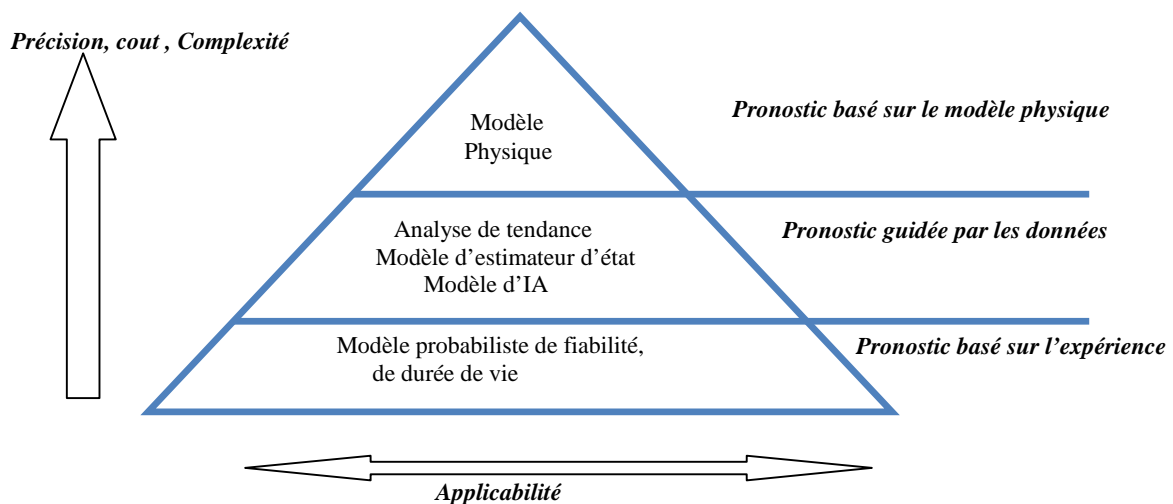 Précision, cout , Complexité
Modèle
Physique
Pronostic basé sur le modèle physique
Analyse de tendance
Modèle d’estimateur d’état
Modèle d’IA
Pronostic guidée par les données
Modèle probabiliste de fiabilité,
de durée de vie
Pronostic basé sur l’expérience
Applicabilité